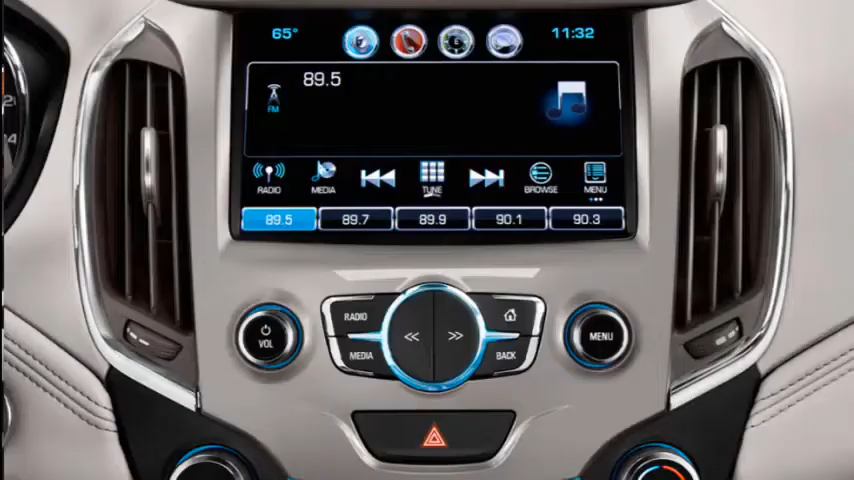 65° 11:32
89.5
FM
RADIO MEDIA TUNE BROWSE MENU
89.5 89.7 89.9 90.1 90.3
RADIO
VOL MENU
MEDIA BACK